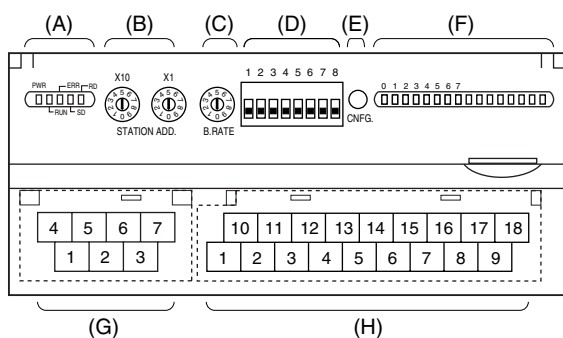 (A) (B) (C) (D) (E) (F)
PWR ERR RD
RUN SD
X10 X1
STATION ADD.
B.RATE
1 2 3 4 5 6 7 8
CNFG.
0 1 2 3 4 5 6 7
4 5 6 7
1 2 3
10 11 12 13 14 15 16 17 18
1 2 3 4 5 6 7 8 9
(G) (H)